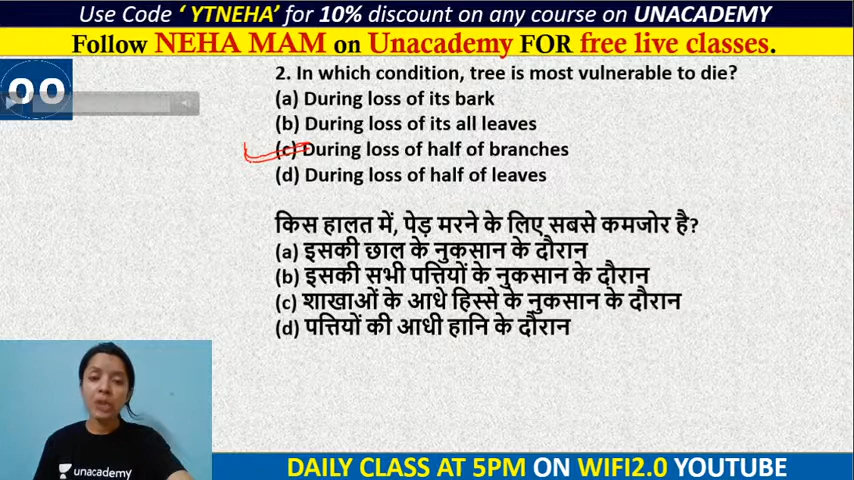 Use Code ‘ YTNEHA’ for 10% discount on any course on UNACADEMY
Follow NEHA MAM on Unacademy FOR free live classes.
00
2. In which condition, tree is most vulnerable to die?
(a) During loss of its bark
(b) During loss of its all leaves
(c) During loss of half of branches
(d) During loss of half of leaves
किस हालत में, पेड़ मरने के लिए सबसे कमजोर है?
(a) इसकी छाल के नुकसान के दौरान
(b) इसकी सभी पत्तियों के नुकसान के दौरान
(c) शाखाओं के आधे हिस्से के नुकसान के दौरान
(d) पत्तियों की आधी हानि के दौरान
unacademy
DAILY CLASS AT 5PM ON WIFI2.0 YOUTUBE